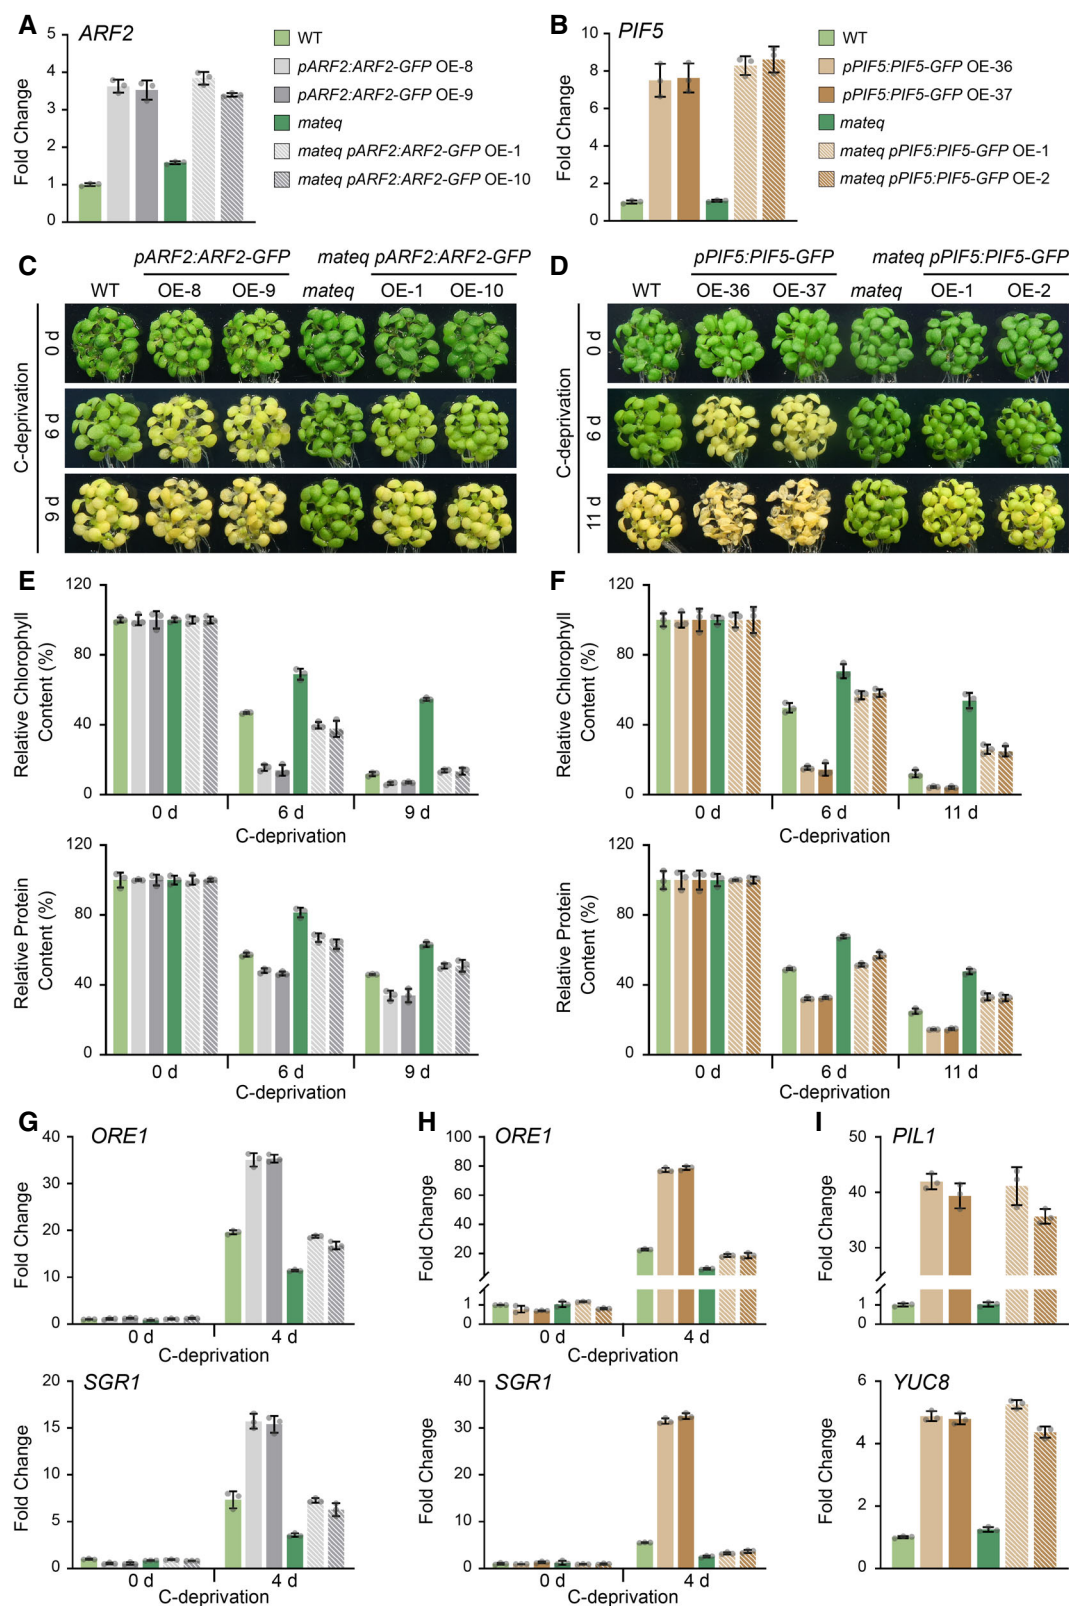 A
ARF2
Fold Change
5
4
3
2
1
0
WT
pARF2:ARF2-GFP OE-8
pARF2:ARF2-GFP OE-9
mateq
mateq pARF2:ARF2-GFP OE-1
mateq pARF2:ARF2-GFP OE-10
B
PIF5
Fold Change
10
8
6
4
2
0
WT
pPIF5:PIF5-GFP OE-36
pPIF5:PIF5-GFP OE-37
mateq
mateq pPIF5:PIF5-GFP OE-1
mateq pPIF5:PIF5-GFP OE-2
C
pARF2:ARF2-GFP mateq pARF2:ARF2-GFP
WT OE-8 OE-9 mateq OE-1 OE-10
C-deprivation
0 d
6 d
9 d
D
pPIF5:PIF5-GFP mateq pPIF5:PIF5-GFP
WT OE-36 OE-37 mateq OE-1 OE-2
C-deprivation
0 d
6 d
11 d
E
Relative Chlorophyll
Content (%)
120
80
40
0
0 d 6 d 9 d
C-deprivation
Relative Protein
Content (%)
120
80
40
0
0 d 6 d 9 d
C-deprivation
F
Relative Chlorophyll
Content (%)
120
80
40
0
0 d 6 d 11 d
C-deprivation
Relative Protein
Content (%)
120
80
40
0
0 d 6 d 11 d
C-deprivation
G
ORE1
Fold Change
40
30
20
10
0
0 d 4 d
C-deprivation
SGR1
Fold Change
20
15
10
5
0
0 d 4 d
C-deprivation
H
ORE1
Fold Change
100
80
60
40
20
1
0
0 d 4 d
C-deprivation
SGR1
Fold Change
40
30
20
10
0
0 d 4 d
C-deprivation
I
PIL1
Fold Change
50
40
30
1
0
YUC8
Fold Change
6
4
2
0